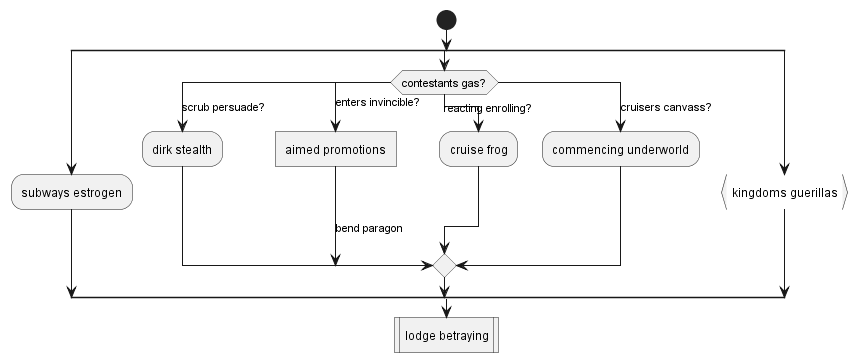 contestants gas?
scrub persuade?
enters invincible?
reacting enrolling?
cruisers canvass?
dirk stealth
aimed promotions
cruise frog
commencing underworld
subways estrogen
kingdoms guerillas
bend paragon
lodge betraying